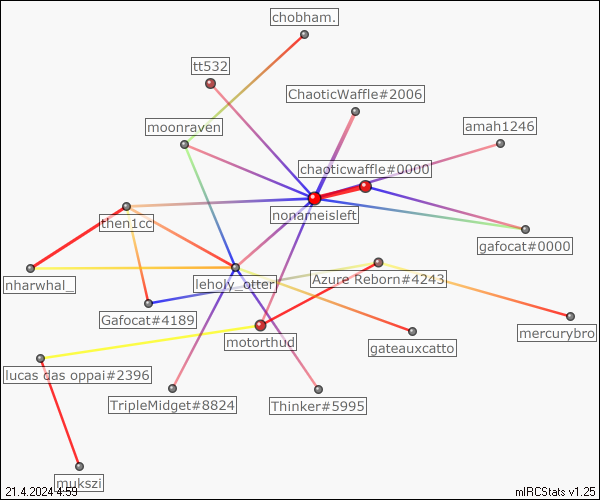 chobham.
tt532
ChaoticWaffle#2006
moonraven
amah1246
chaoticwaffle#0000
nonameisleft
then1cc
gafocat#0000
nharwhal_
leholy_otter
Azure Reborn#4243
Gafocat#4189
mercurybro
motorthud
gateauxcatto
lucas das oppai#2396
TripleMidget#8824
Thinker#5995
mukszi
21.4.2024 4:59
mIRCStats v1.25